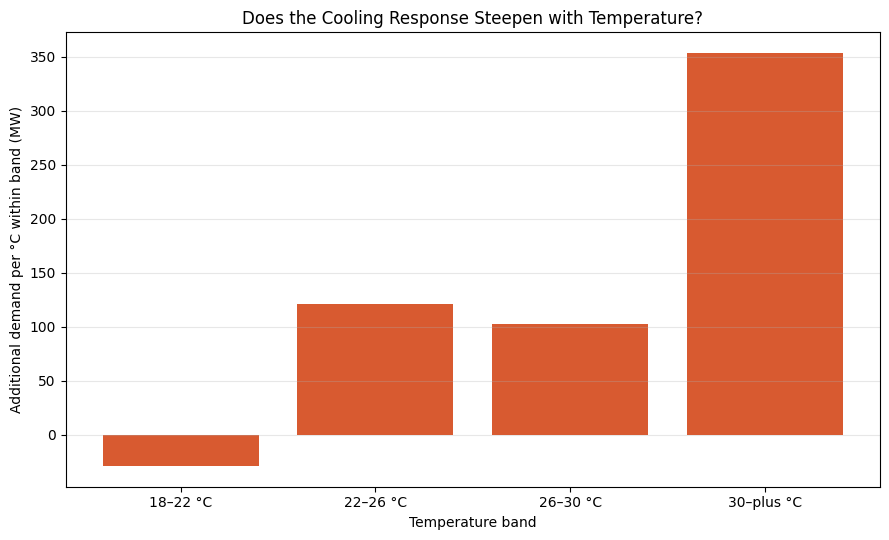 Does the Cooling Response Steepen with Temperature?
Additional demand per °C within band (MW)
350
300
250
200
150
100
50
0
18–22 °C
22–26 °C
26–30 °C
30–plus °C
Temperature band